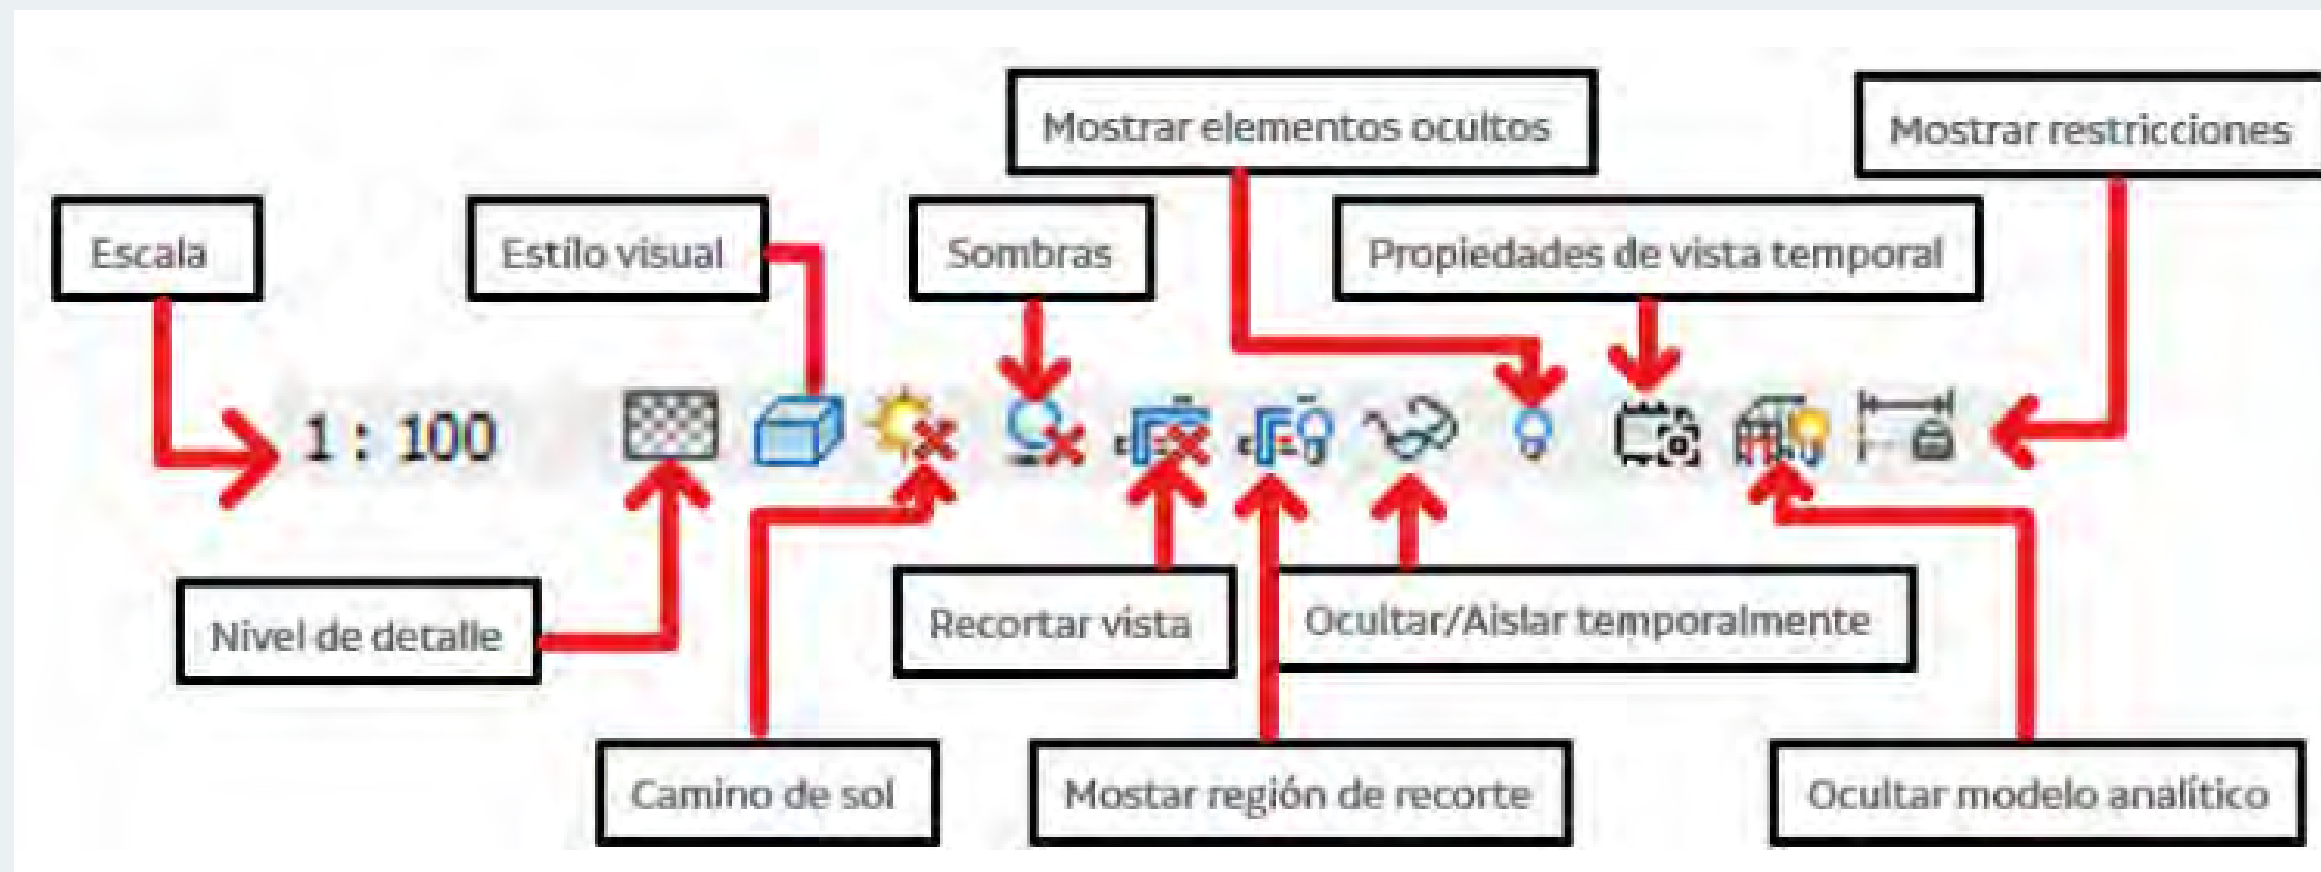 Mostrar elementos ocultos
Mostrar restricciones
Escala
Estilo visual
Sombras
Propiedades de vista temporal
1 : 100
Nivel de detalle
Recortar vista
Ocultar/Aislar temporalmente
Camino de sol
Mostar región de recorte
Ocultar modelo analítico